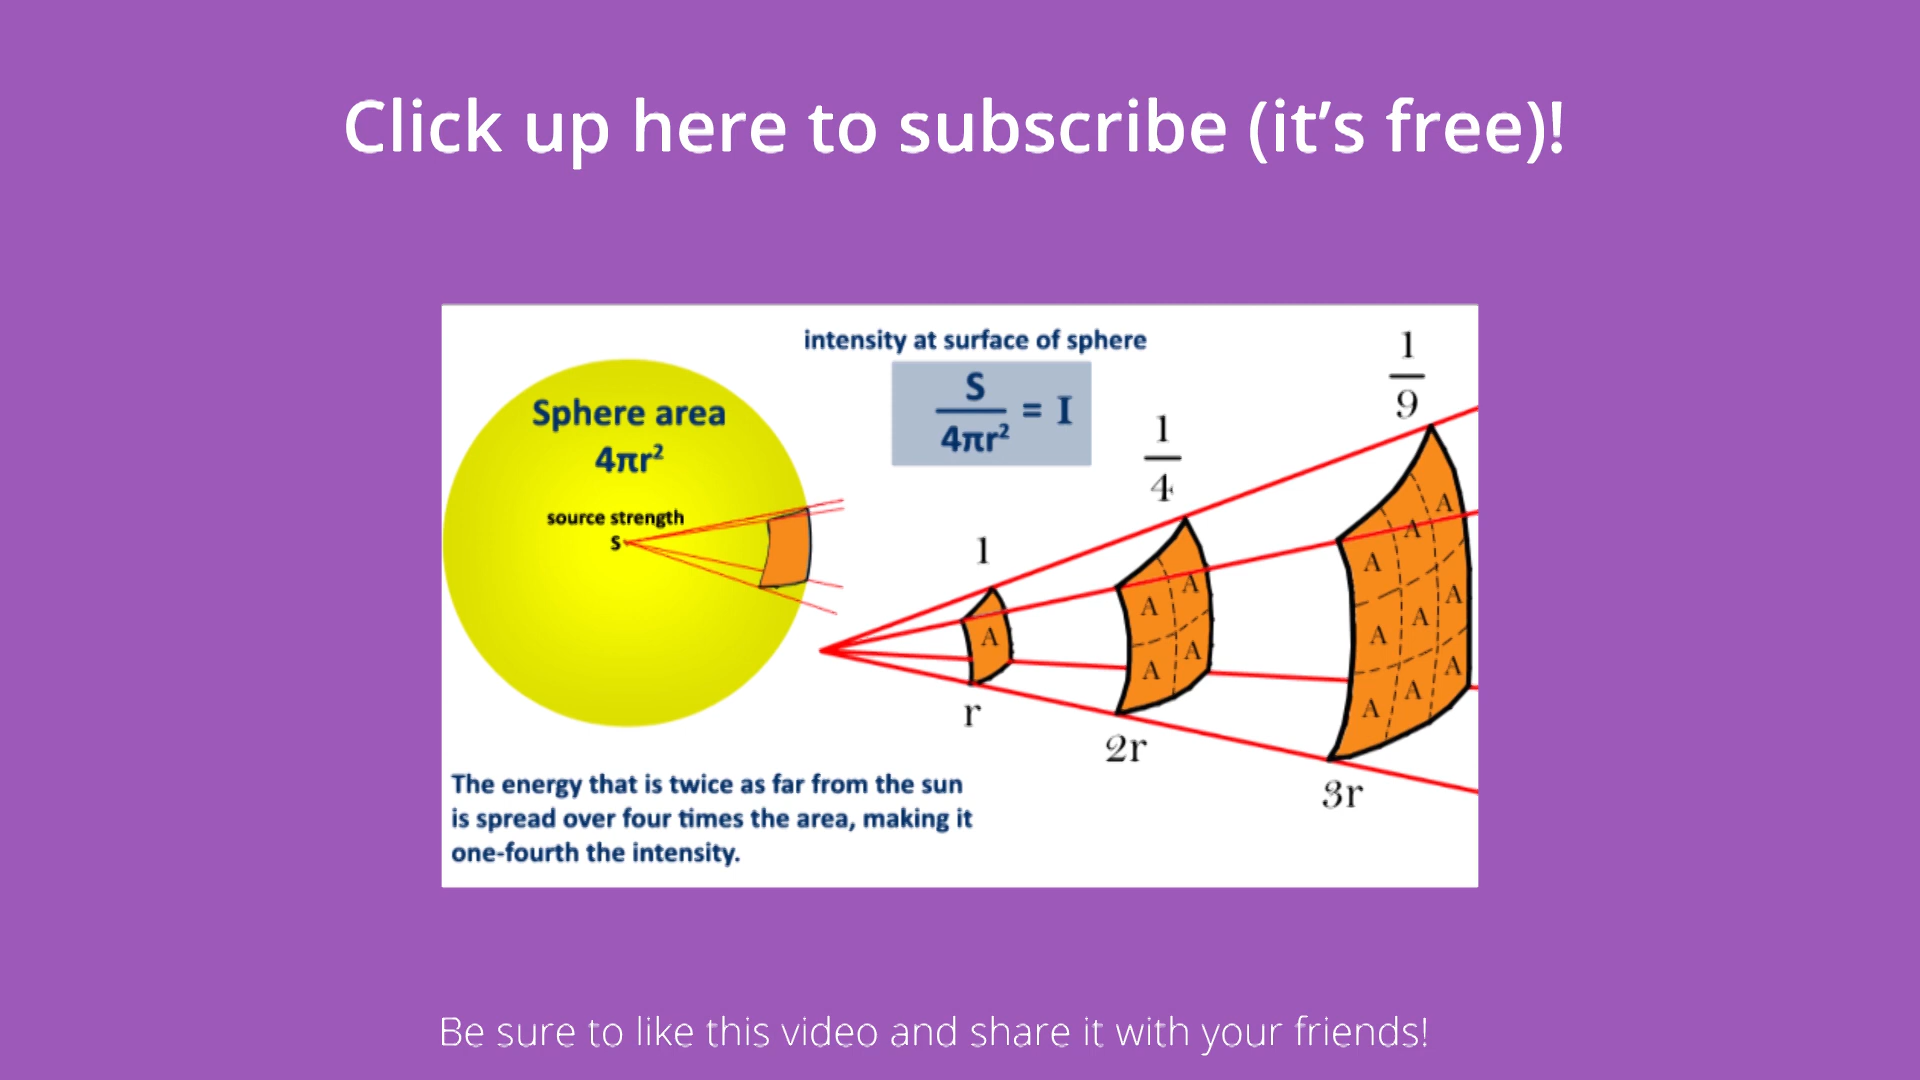 Click up here to subscribe (it’s free)!
intensity at surface of sphere
S
4πr²
= I
Sphere area
4πr²
source strength
S
1
9
1
4
1
A
A
A
A
A
A
A
A
A
A
A
A
A
A
r
2r
3r
The energy that is twice as far from the sun
is spread over four times the area, making it
one-fourth the intensity.
Be sure to like this video and share it with your friends!